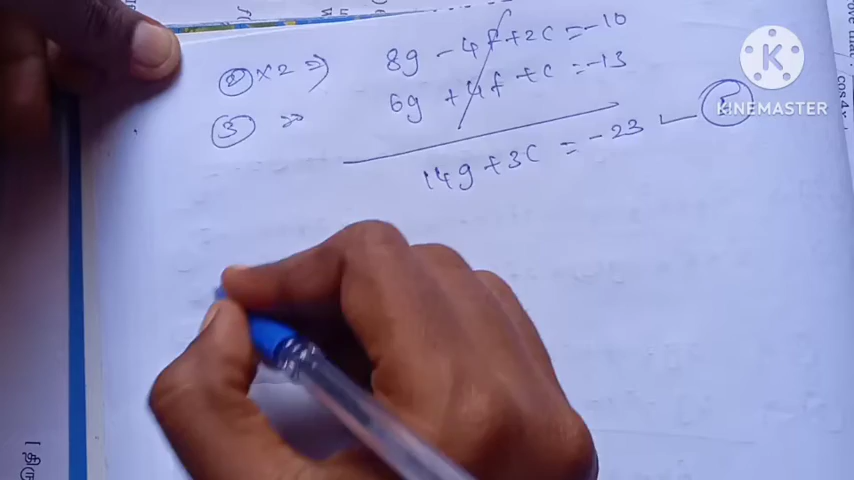 ② × 2 ⇒ 8g - 4f + 2c = -10
③ ⇒ 6g + 4f + c = -13
14g + 3c = -23
KINEMASTER